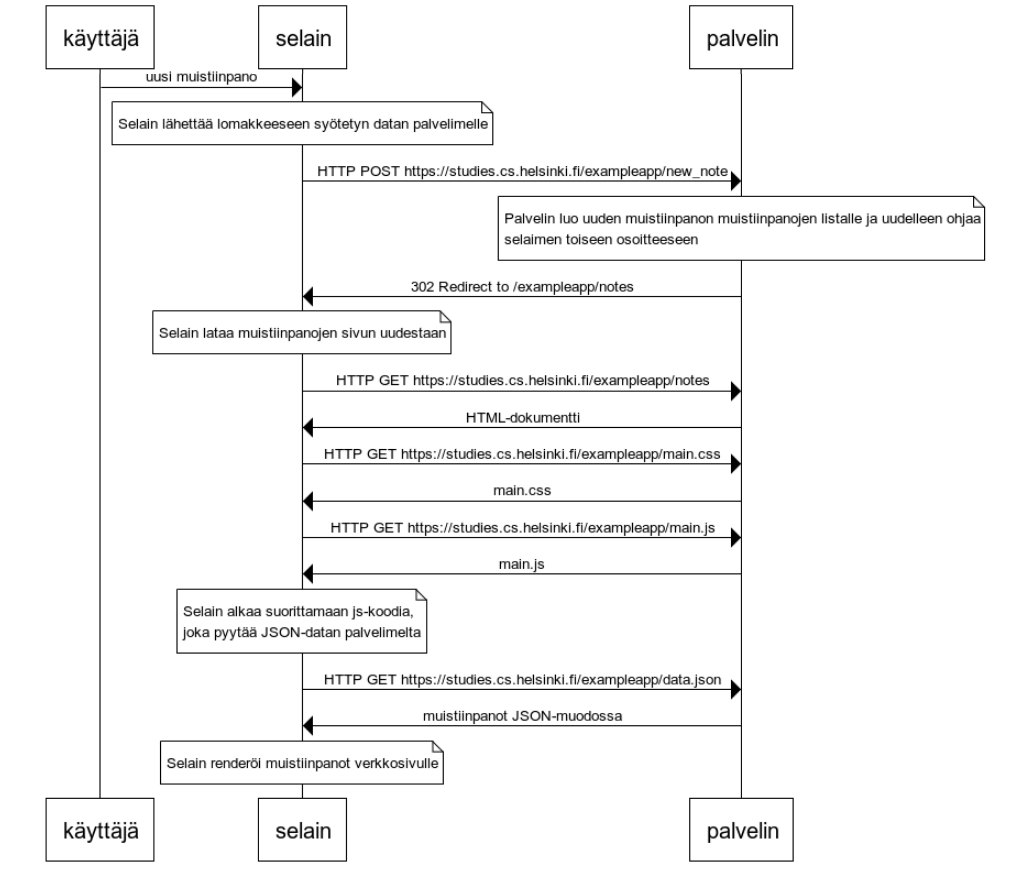 käyttäjä
selain
palvelin
uusi muistiinpano
Selain lähettää lomakkeeseen syötetyn datan palvelimelle
HTTP POST https://studies.cs.helsinki.fi/exampleapp/new_note
Palvelin luo uuden muistiinpanon muistiinpanojen listalle ja uudelleen ohjaa
selaimen toiseen osoitteeseen
302 Redirect to /exampleapp/notes
Selain lataa muistiinpanojen sivun uudestaan
HTTP GET https://studies.cs.helsinki.fi/exampleapp/notes
HTML-dokumentti
HTTP GET https://studies.cs.helsinki.fi/exampleapp/main.css
main.css
HTTP GET https://studies.cs.helsinki.fi/exampleapp/main.js
main.js
Selain alkaa suorittamaan js-koodia,
joka pyytää JSON-datan palvelimelta
HTTP GET https://studies.cs.helsinki.fi/exampleapp/data.json
muistiinpanot JSON-muodossa
Selain renderöi muistiinpanot verkkosivulle
käyttäjä
selain
palvelin